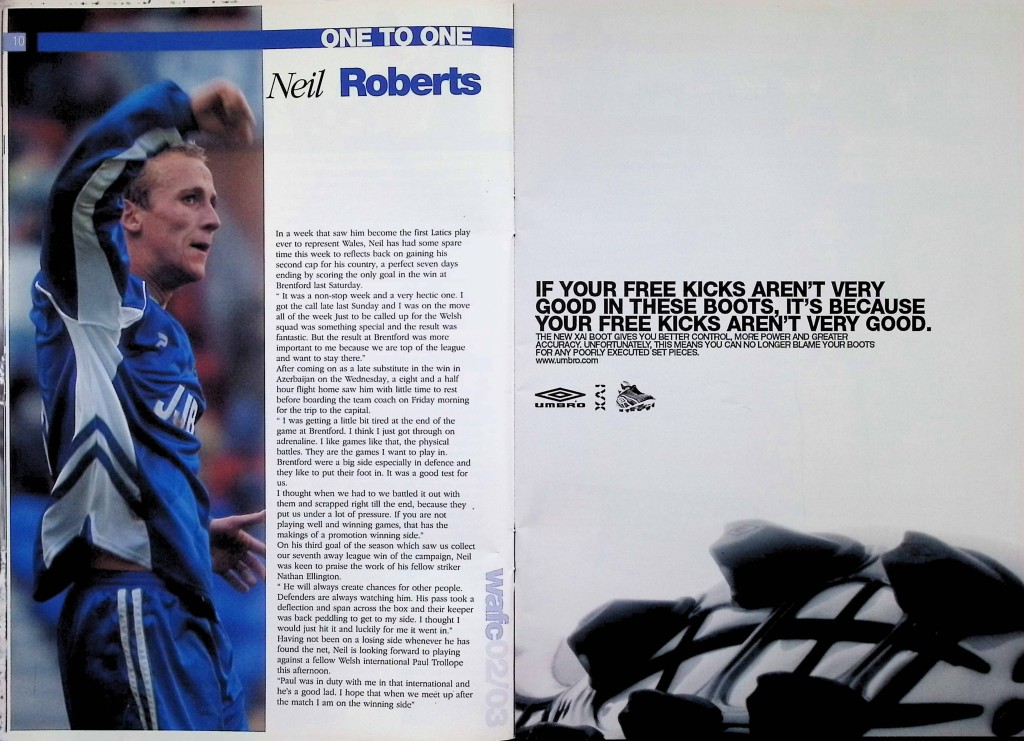 10
ONE TO ONE
Neil Roberts
In a week that saw him become the first Latics play
ever to represent Wales, Neil has had some spare
time this week to reflects back on gaining his
second cap for his country, a perfect seven days
ending by scoring the only goal in the win at
Brentford last Saturday.
" It was a non-stop week and a very hectic one. I
got the call late last Sunday and I was on the move
all of the week Just to be called up for the Welsh
squad was something special and the result was
fantastic. But the result at Brentford was more
important to me because we are top of the league
and want to stay there."
After coming on as a late substitute in the win in
Azerbaijan on the Wednesday, a eight and a half
hour flight home saw him with little time to rest
before boarding the team coach on Friday morning
for the trip to the capital.
" I was getting a little bit tired at the end of the
game at Brentford. I think I just got through on
adrenaline. I like games like that, the physical
battles. They are the games I want to play in.
Brentford were a big side especially in defence and
they like to put their foot in. It was a good test for
us.
I thought when we had to we battled it out with
them and scrapped right till the end, because they
put us under a lot of pressure. If you are not
playing well and winning games, that has the
makings of a promotion winning side."
On his third goal of the season which saw us collect
our seventh away league win of the campaign, Neil
was keen to praise the work of his fellow striker
Nathan Ellington.
" He will always create chances for other people.
Defenders are always watching him. His pass took a
deflection and span across the box and their keeper
was back peddling to get to my side. I thought I
would just hit it and luckily for me it went in."
Having not been on a losing side whenever he has
found the net, Neil is looking forward to playing
against a fellow Welsh international Paul Trollope
this afternoon.
"Paul was in duty with me in that international and
he's a good lad. I hope that when we meet up after
the match I am on the winning side"
wafc02/03
JJB
IF YOUR FREE KICKS AREN'T VERY
GOOD IN THESE BOOTS, IT'S BECAUSE
YOUR FREE KICKS AREN'T VERY GOOD.
THE NEW XAI BOOT GIVES YOU BETTER CONTROL, MORE POWER AND GREATER
ACCURACY. UNFORTUNATELY, THIS MEANS YOU CAN NO LONGER BLAME YOUR BOOTS
FOR ANY POORLY EXECUTED SET PIECES.
www.umbro.com
UMBRO